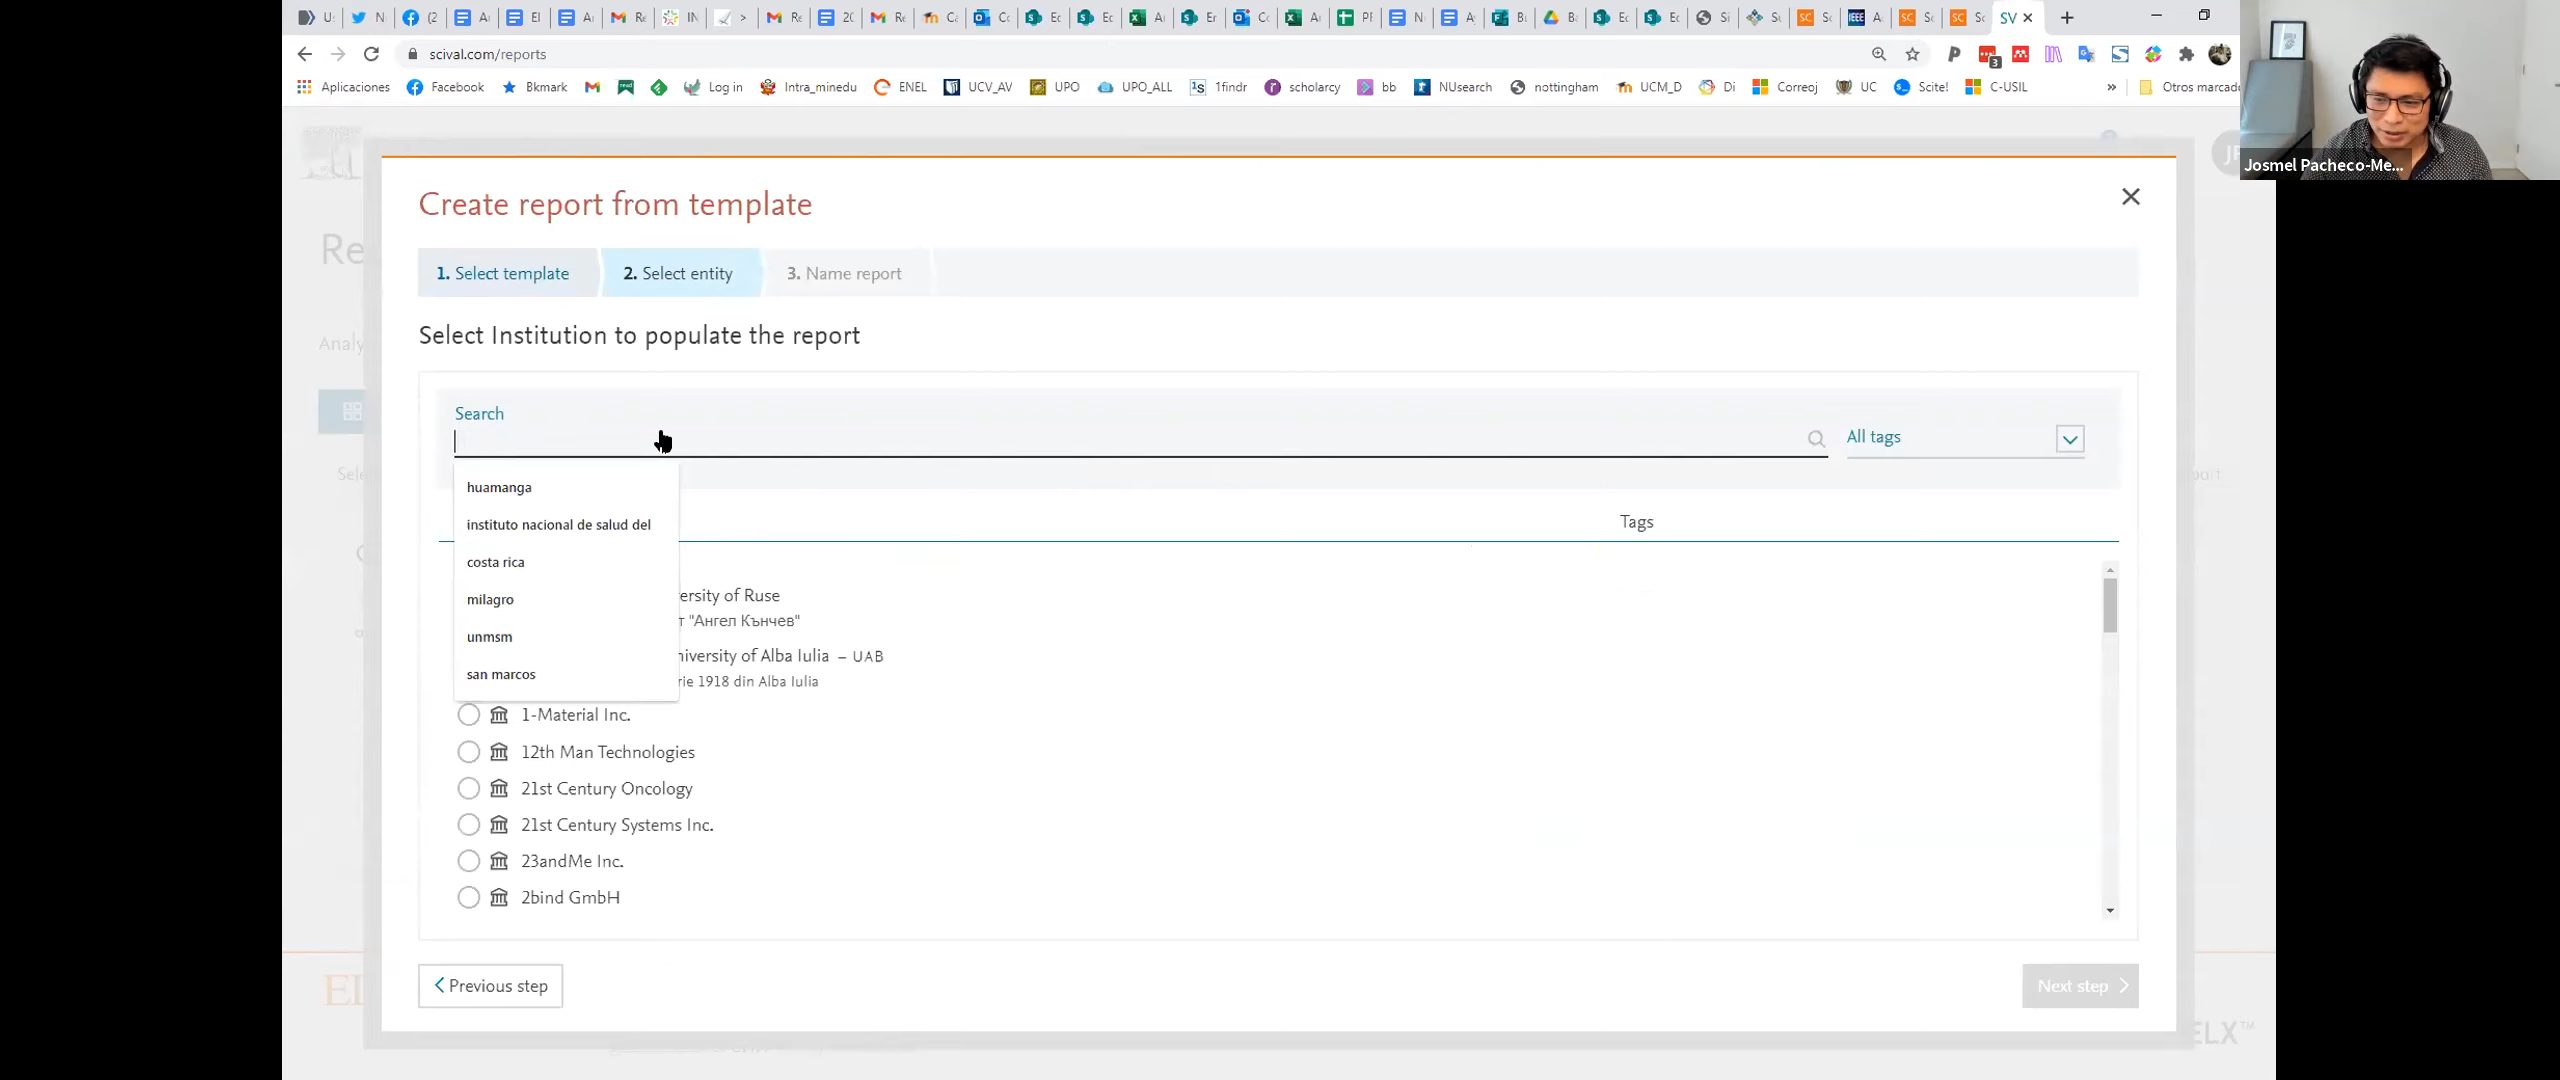 SV
scival.com/reports
3
Aplicaciones Facebook Bkmark Log in Intra_minedu ENEL UCV_AV UPO UPO_ALL 1findr scholarcy bb NUsearch nottingham UCM_D Di Correoj UC Scite! C-USIL » Otros marcado
Josmel Pacheco-Me...
Create report from template
1. Select template 2. Select entity 3. Name report
Select Institution to populate the report
Search
All tags
huamanga
instituto nacional de salud del
costa rica
milagro
unmsm
san marcos
Tags
ersity of Ruse
т "Ангел Кънчев"
niversity of Alba Iulia – UAB
rie 1918 din Alba Iulia
1-Material Inc.
12th Man Technologies
21st Century Oncology
21st Century Systems Inc.
23andMe Inc.
2bind GmbH
Previous step
Next step